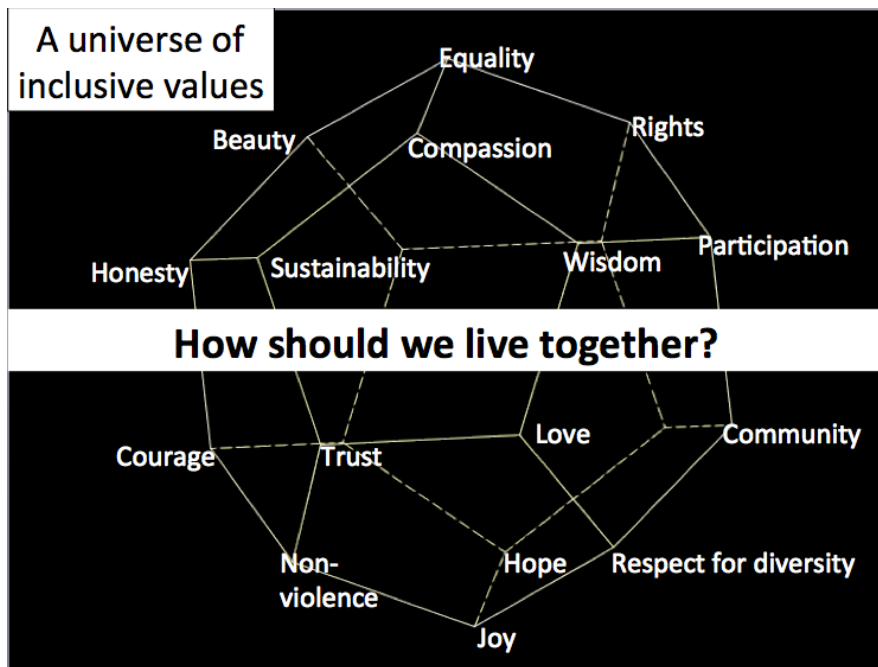 A universe of
inclusive values
Equality
Beauty
Compassion
Rights
Honesty
Sustainability
Wisdom
Participation
How should we live together?
Courage
Trust
Love
Community
Non-
violence
Hope
Respect for diversity
Joy